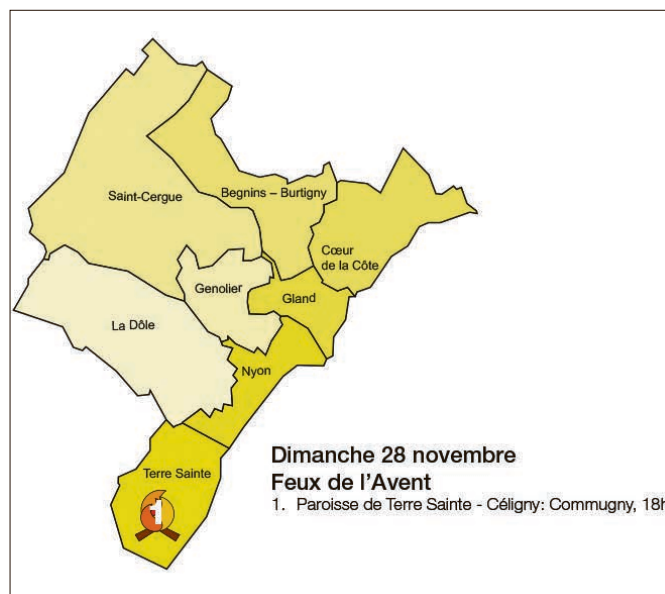 Saint-Cergue
Begnins – Burtigny
Cœur
de la Côte
Genolier
Gland
La Dôle
Nyon
Terre Sainte
1
Dimanche 28 novembre
Feux de l’Avent
1. Paroisse de Terre Sainte - Céligny: Commugny, 18h